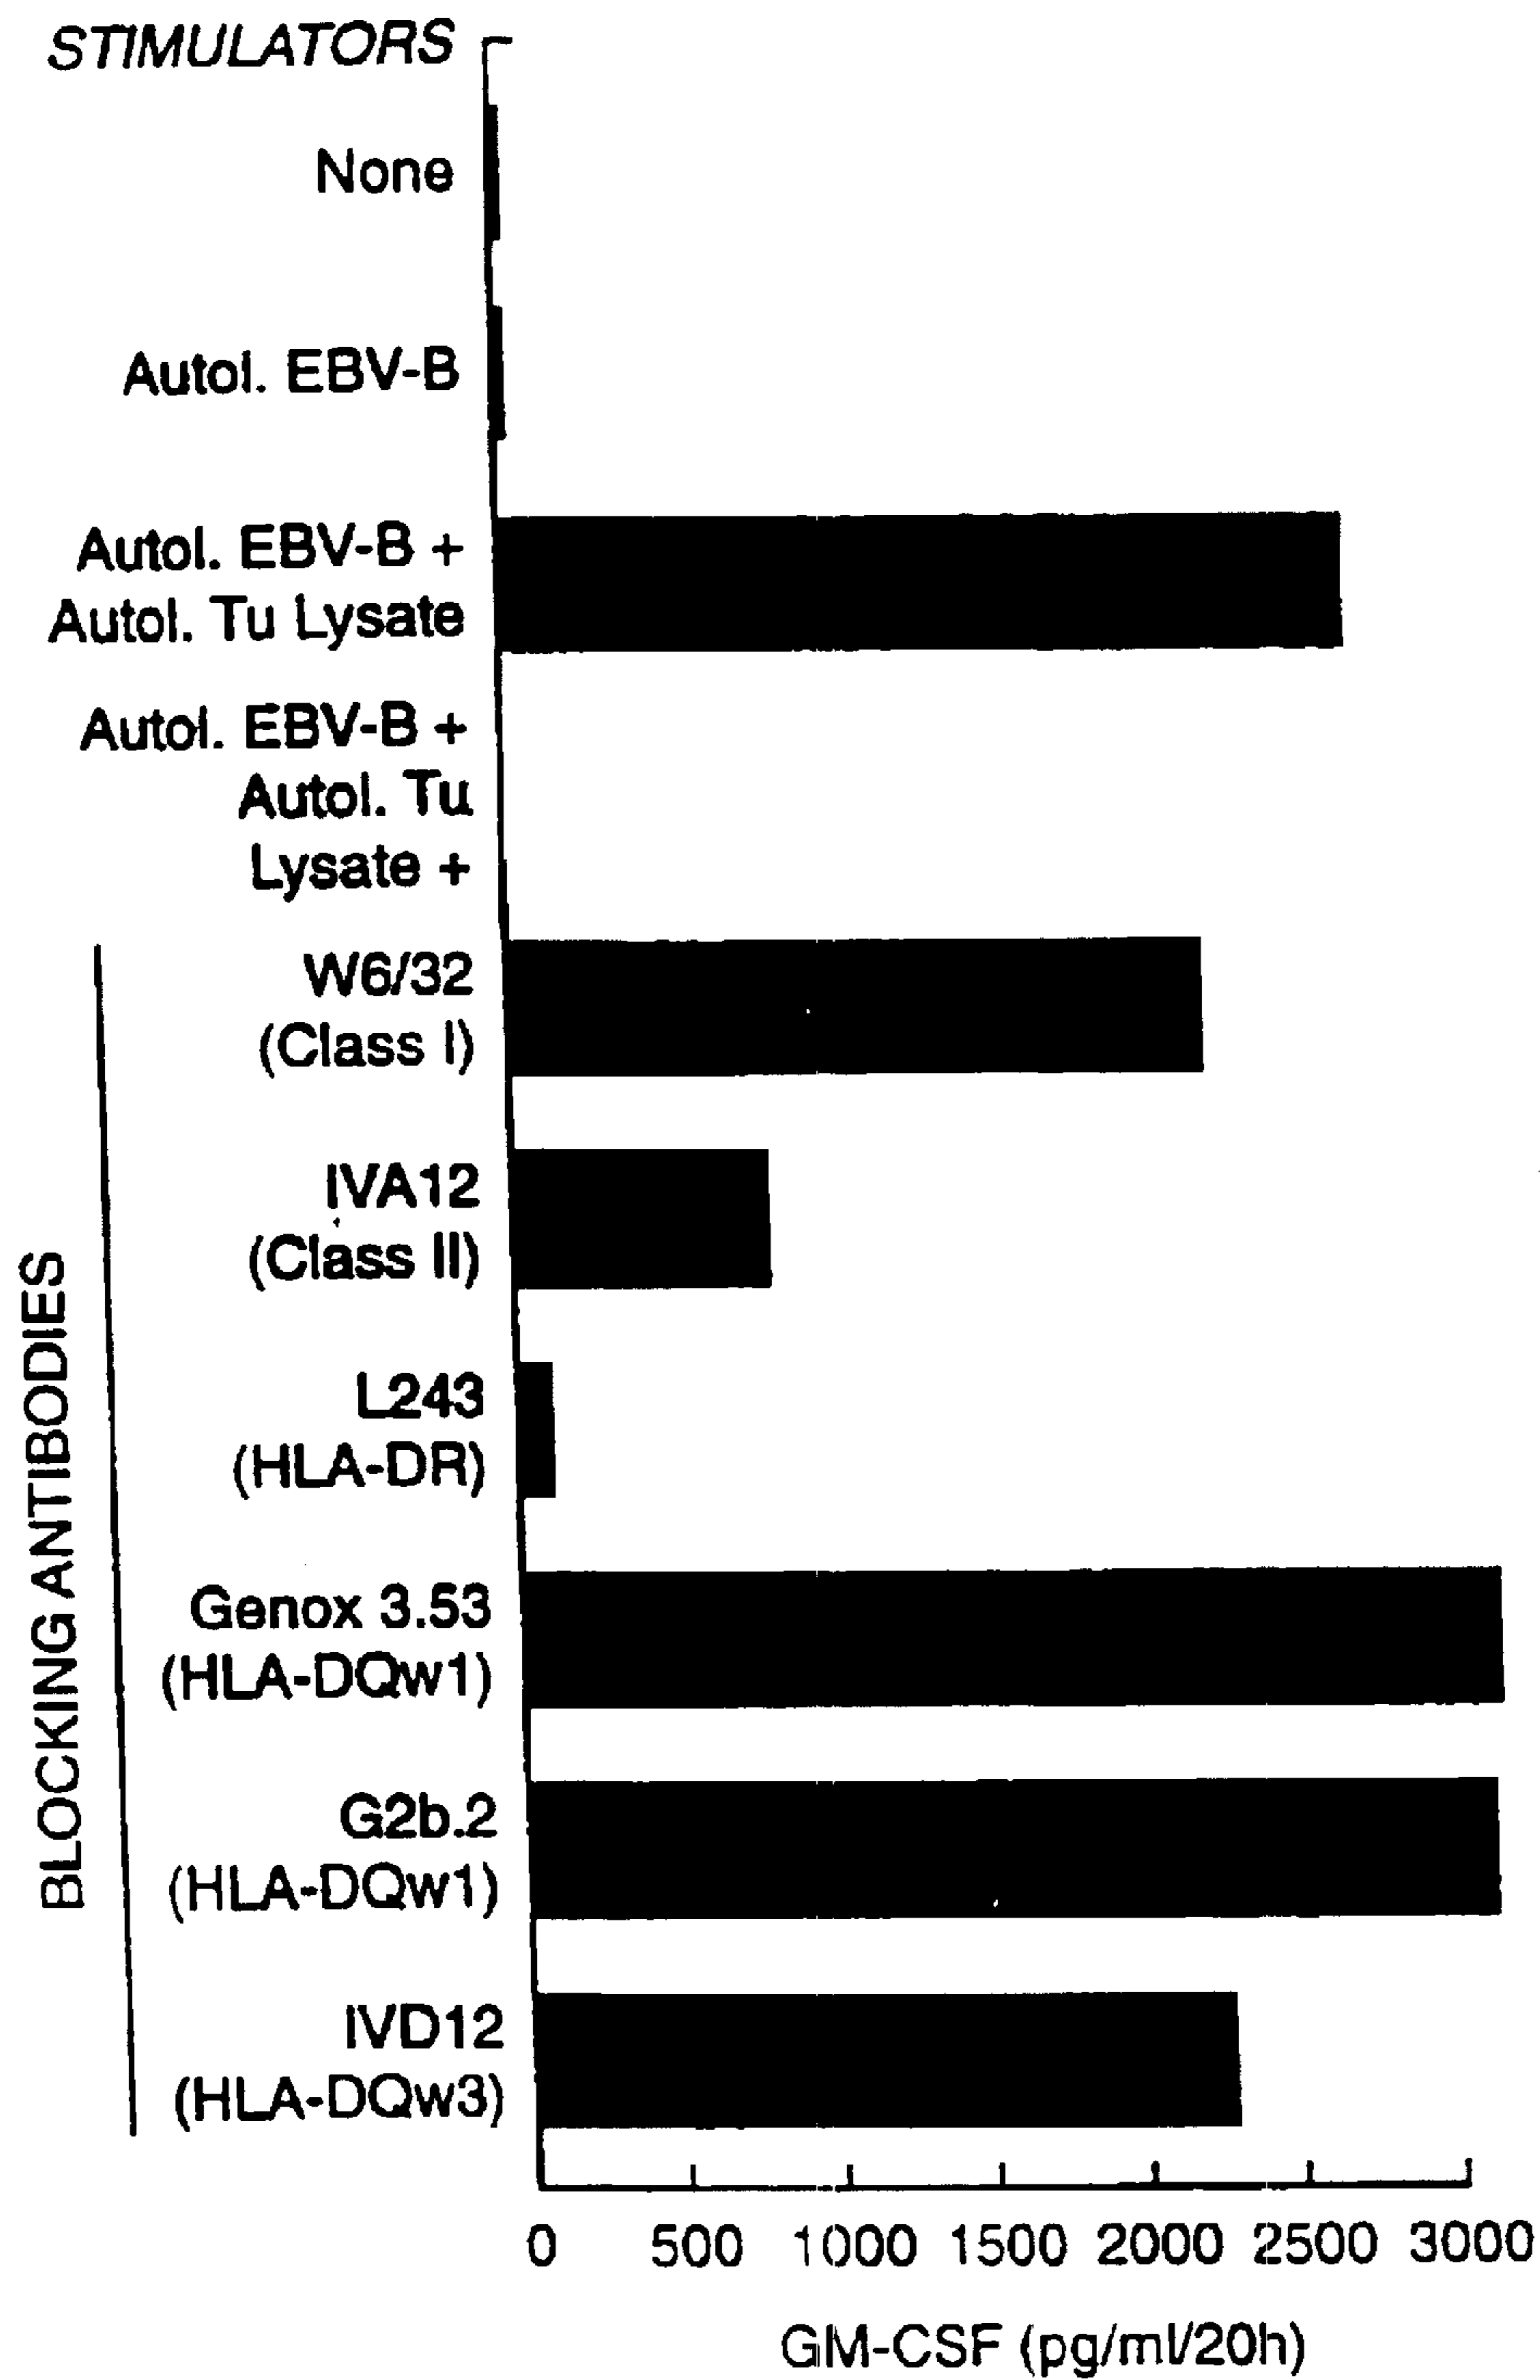 STIMULATORS
None
Autol. EBV-B
Autol. EBV-B +
Autol. Tu Lysate
Autol. EBV-B +
Autol. Tu
Lysate +
BLOCKING ANTIBODIES
W6/32
(Class I)
IVA12
(Class II)
L243
(HLA-DR)
Genox 3.53
(HLA-DQw1)
G2b.2
(HLA-DQw1)
IVD12
(HLA-DQw3)
0 500 1000 1500 2000 2500 3000
GM-CSF (pg/ml/20h)